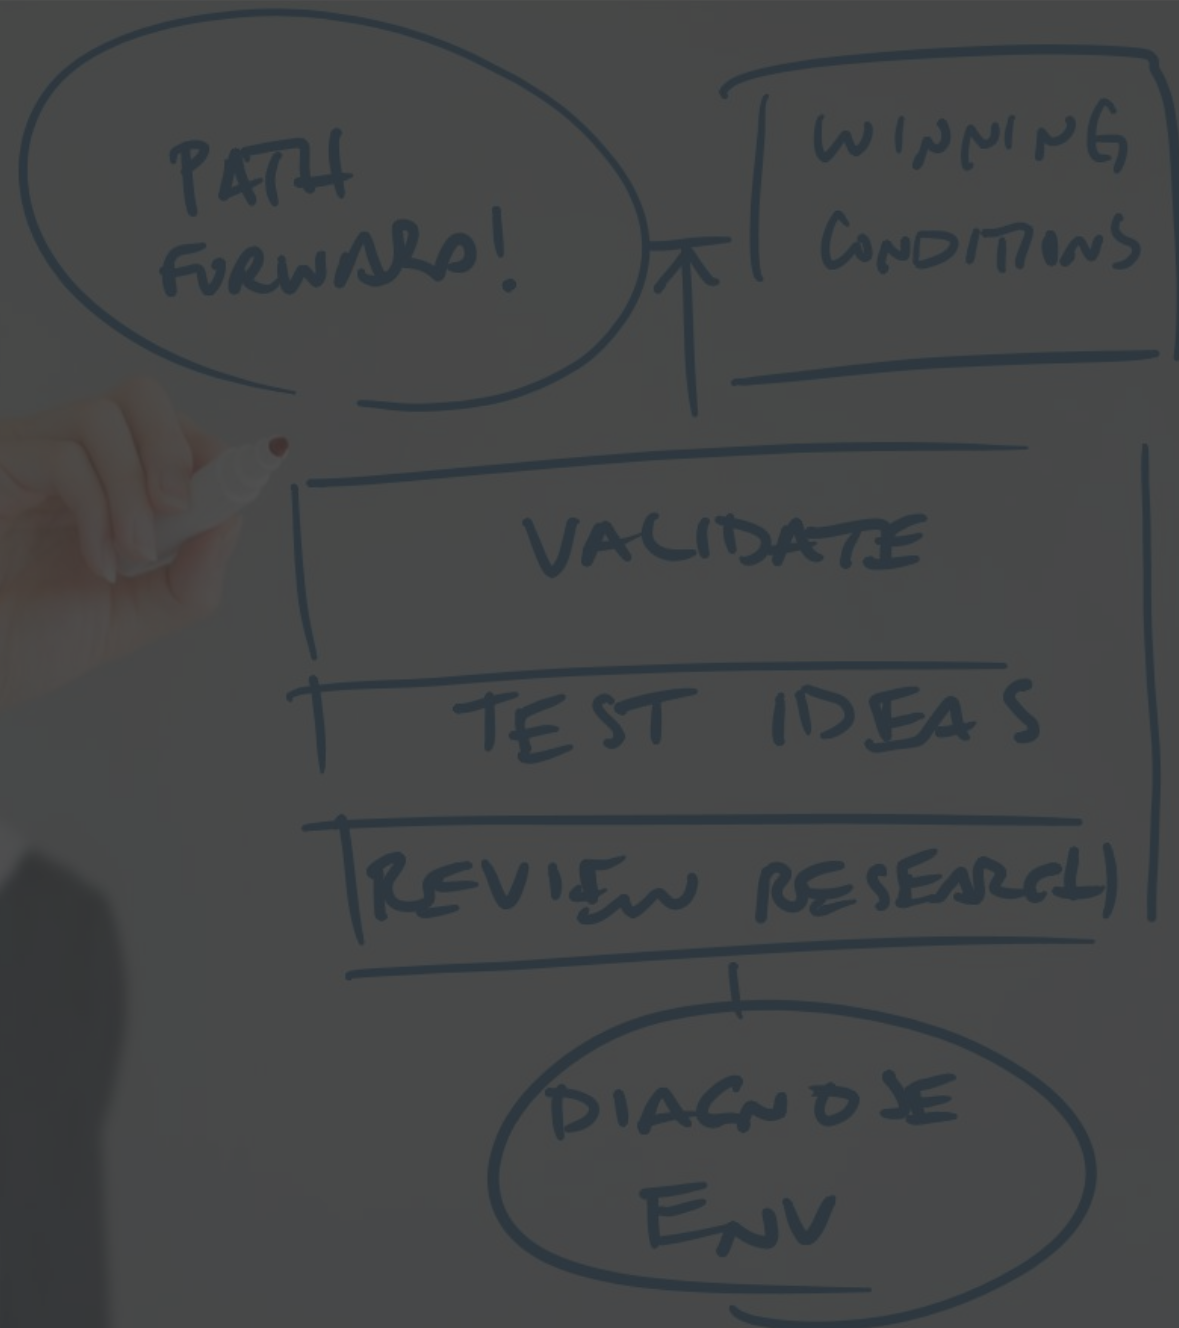 PATH
FORWARD!
WINNING
CONDITIONS
VALIDATE
TEST IDEAS
REVIEW RESEARCH
DIAGNOSE
ENV